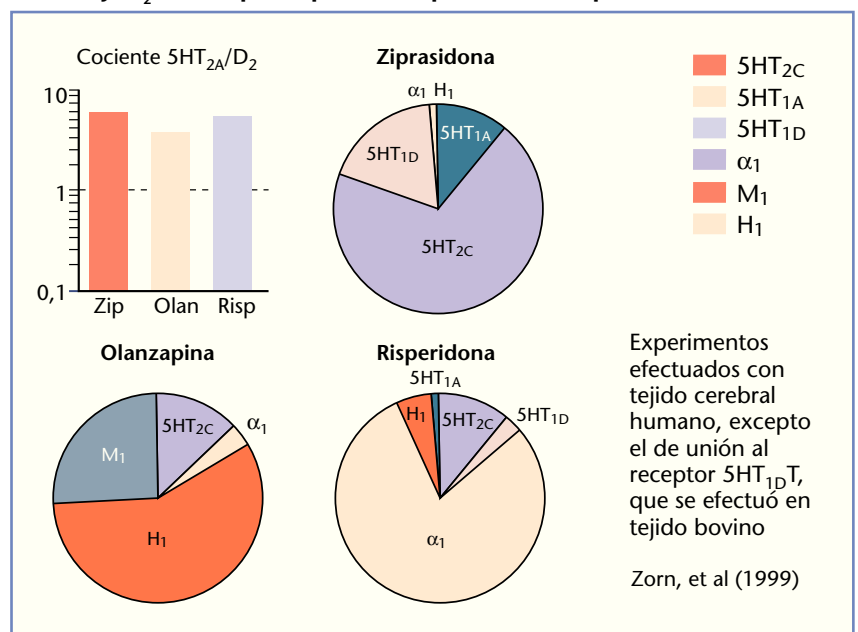 Cociente 5HT2A/D2
10
1
0,1
Zip Olan Risp
Ziprasidona
α1 H1
5HT1A
5HT1D
5HT2C
5HT2C
5HT1A
5HT1D
α1
M1
H1
Olanzapina
5HT2C
α1
M1
H1
Risperidona
5HT1A
H1
5HT2C
5HT1D
α1
Experimentos
efectuados con
tejido cerebral
humano, excepto
el de unión al
receptor 5HT1DT,
que se efectuó en
tejido bovino
Zorn, et al (1999)